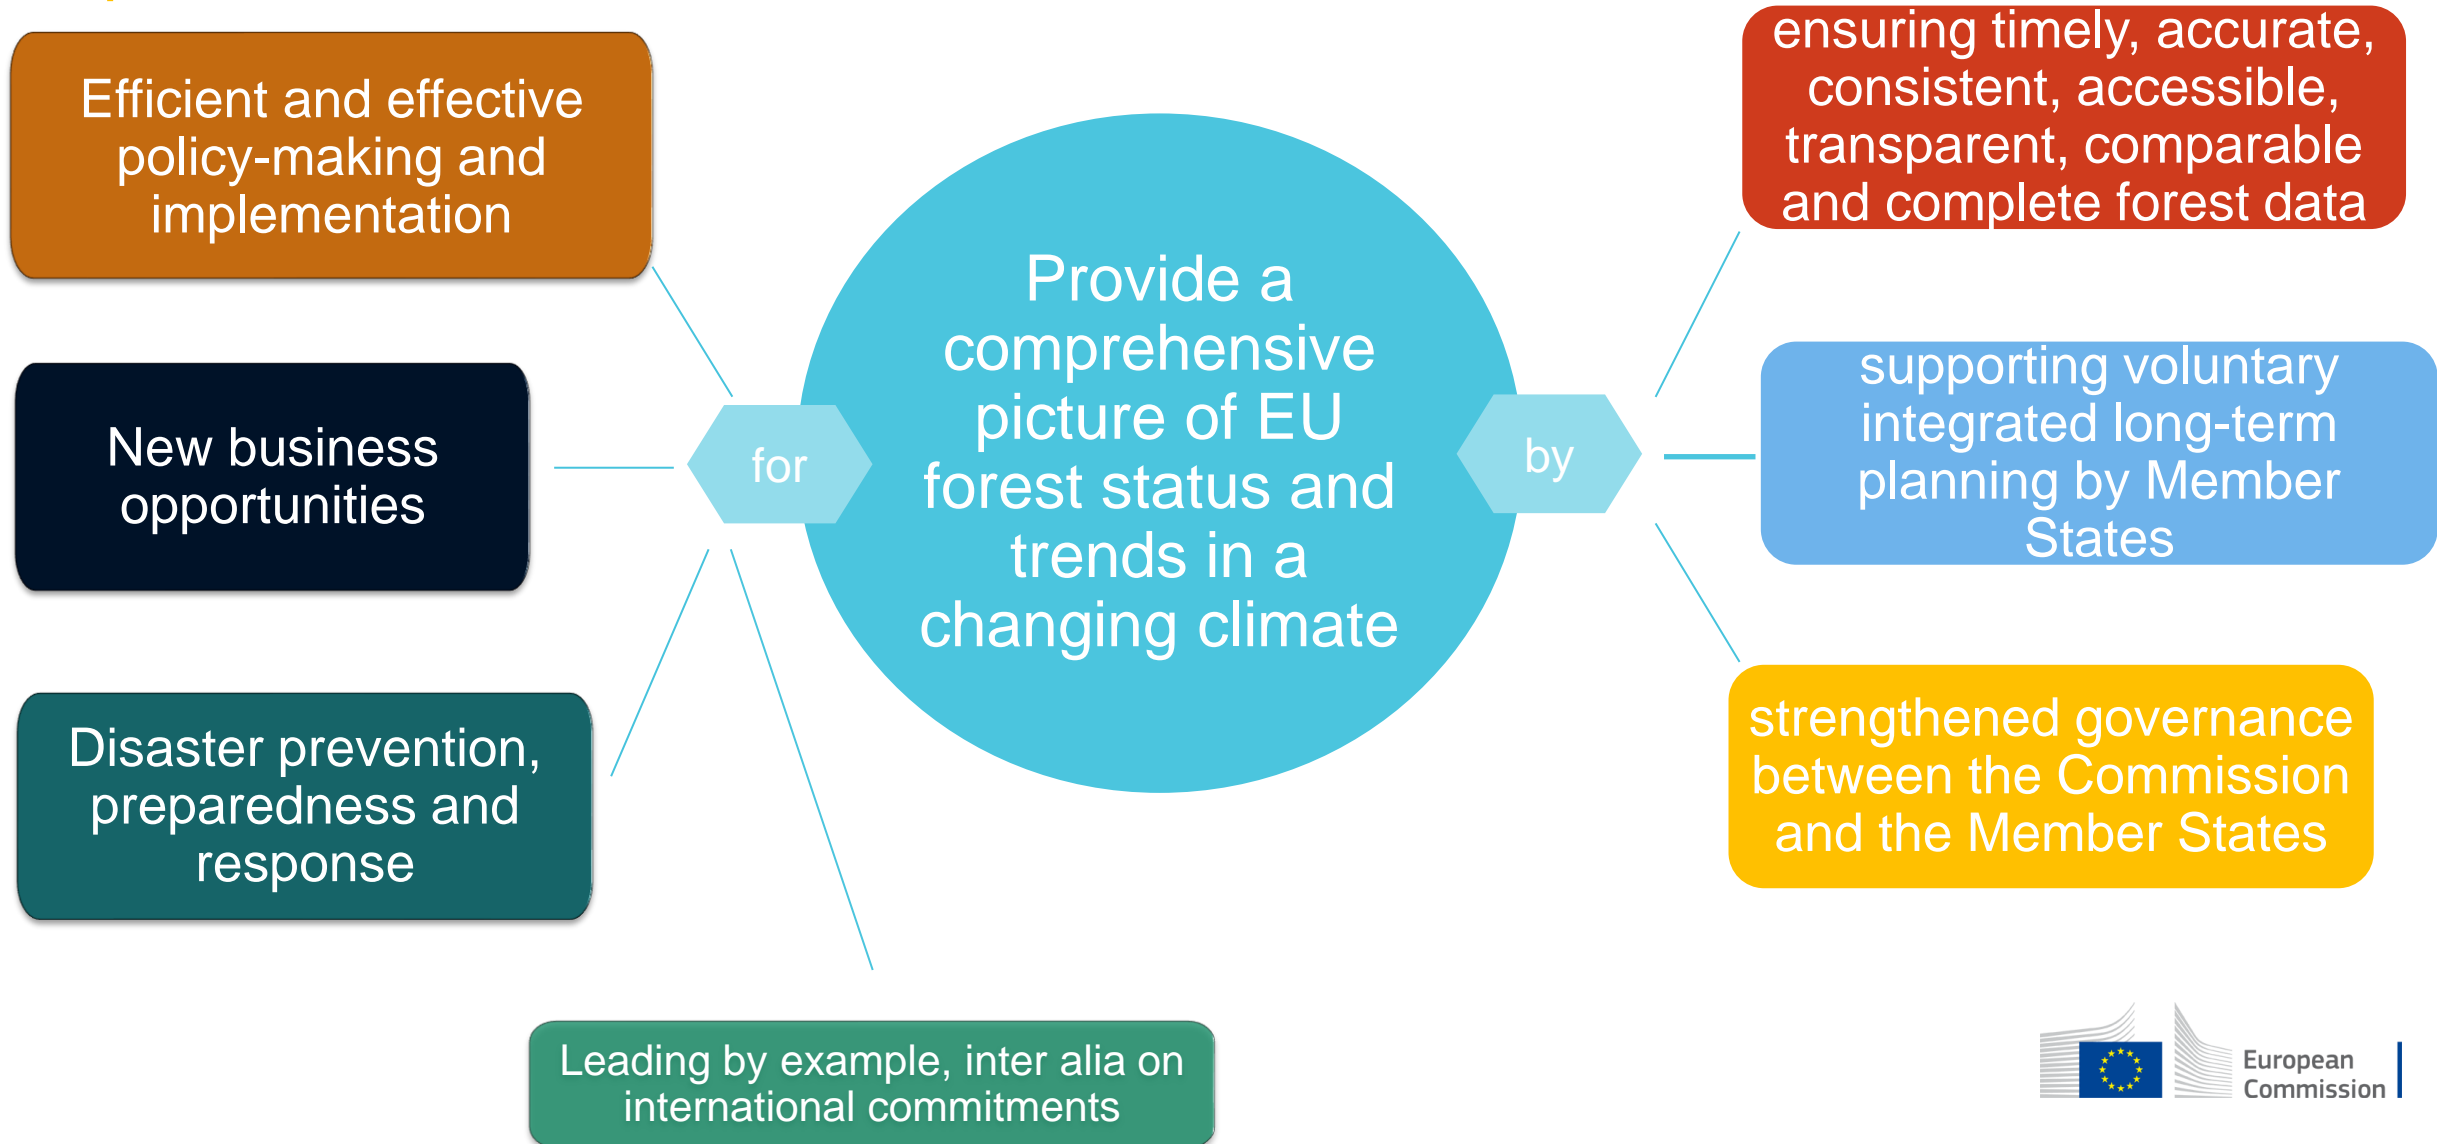 Efficient and effective
policy-making and
implementation
New business
opportunities
Disaster prevention,
preparedness and
response
Leading by example, inter alia on
international commitments
for
Provide a
comprehensive
picture of EU
forest status and
trends in a
changing climate
by
ensuring timely, accurate,
consistent, accessible,
transparent, comparable
and complete forest data
supporting voluntary
integrated long-term
planning by Member
States
strengthened governance
between the Commission
and the Member States
European
Commission